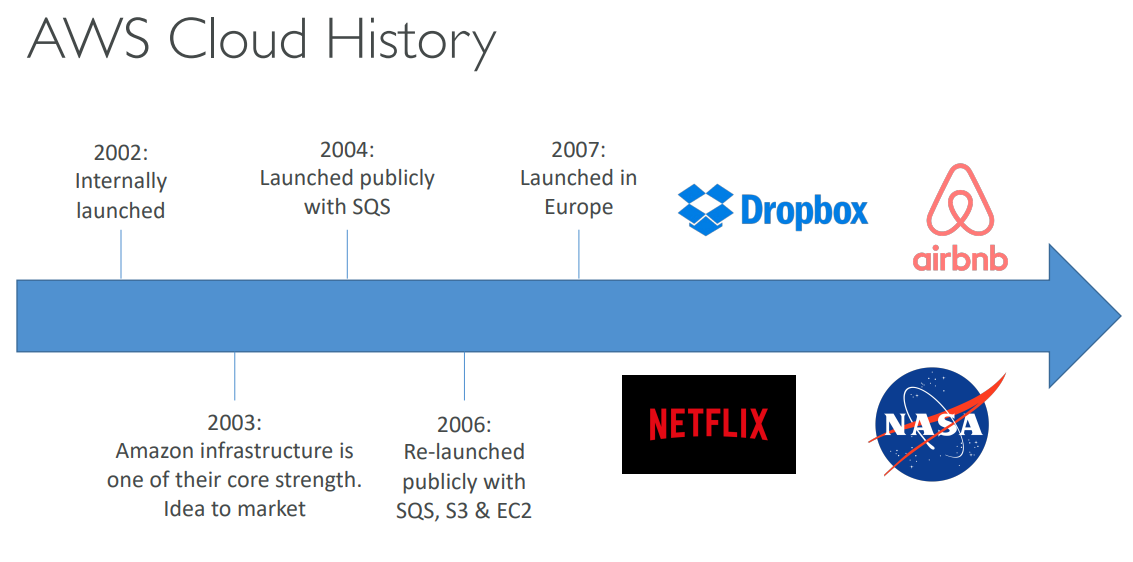 AWS Cloud History
2002:
Internally
launched
2004:
Launched publicly
with SQS
2007:
Launched in
Europe
Dropbox
airbnb
2003:
Amazon infrastructure is
one of their core strength.
Idea to market
2006:
Re-launched
publicly with
SQS, S3 & EC2
NETFLIX
NASA